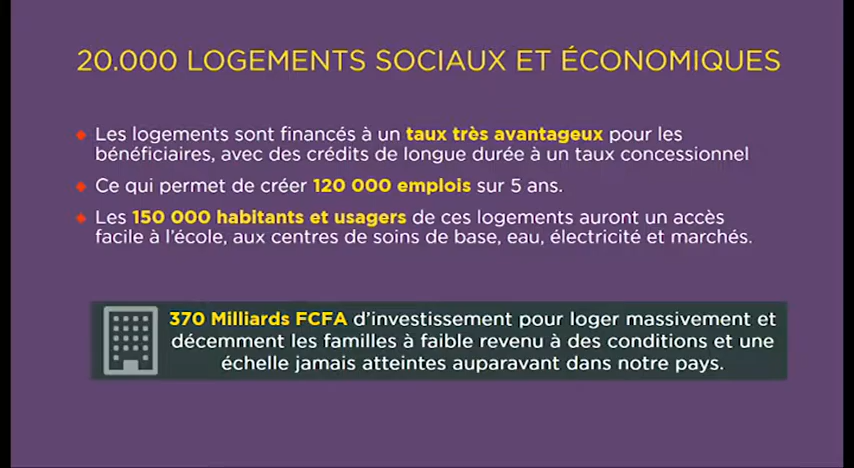 20.000 LOGEMENTS SOCIAUX ET ÉCONOMIQUES
Les logements sont financés à un taux très avantageux pour les
bénéficiaires, avec des crédits de longue durée à un taux concessionnel
Ce qui permet de créer 120 000 emplois sur 5 ans.
Les 150 000 habitants et usagers de ces logements auront un accès
facile à l'école, aux centres de soins de base, eau, électricité et marchés.
370 Milliards FCFA d'investissement pour loger massivement et
décemment les familles à faible revenu à des conditions et une
échelle jamais atteintes auparavant dans notre pays.